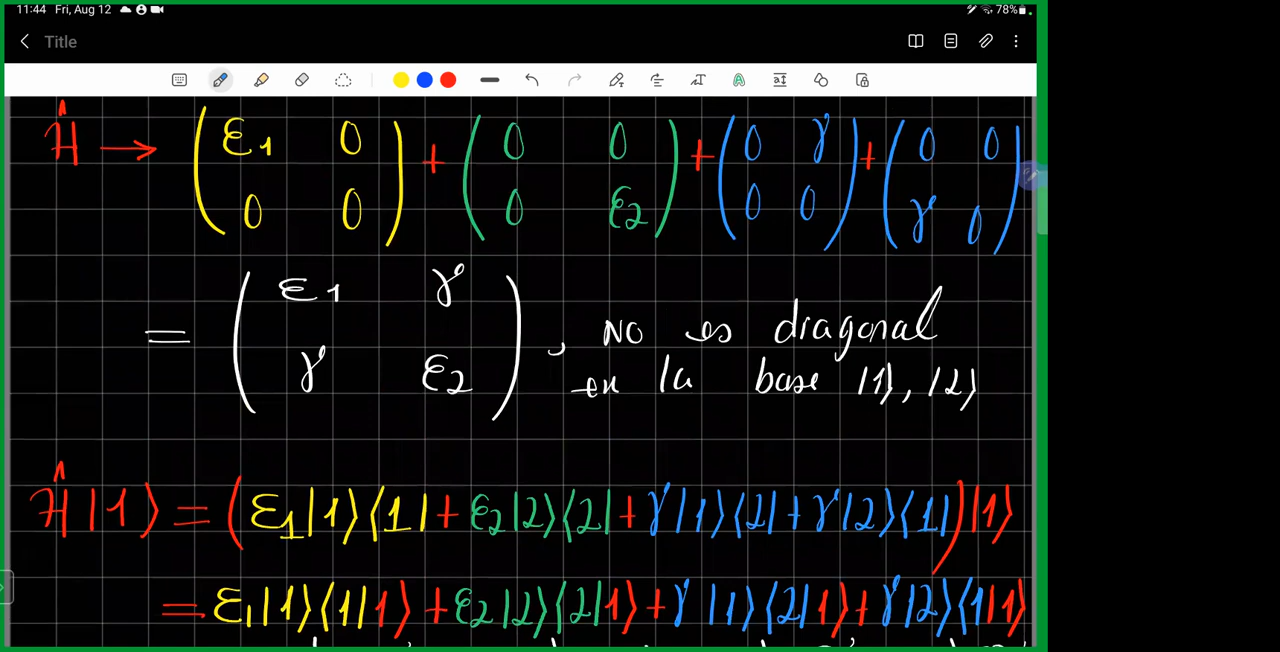 11:44 Fri, Aug 12 78%
Title
Ĥ → (ε1 0 + (0 0 + (0 γ + (0 0
0 0) 0 ε2) 0 0) γ 0)
= (ε1 γ
γ ε2) , NO es diagonal
en la base |1⟩, |2⟩
Ĥ|1⟩ = (ε1|1⟩⟨1| + ε2|2⟩⟨2| + γ|1⟩⟨2| + γ|2⟩⟨1|)|1⟩
= ε1|1⟩⟨1|1⟩ + ε2|2⟩⟨2|1⟩ + γ|1⟩⟨2|1⟩ + γ|2⟩⟨1|1⟩